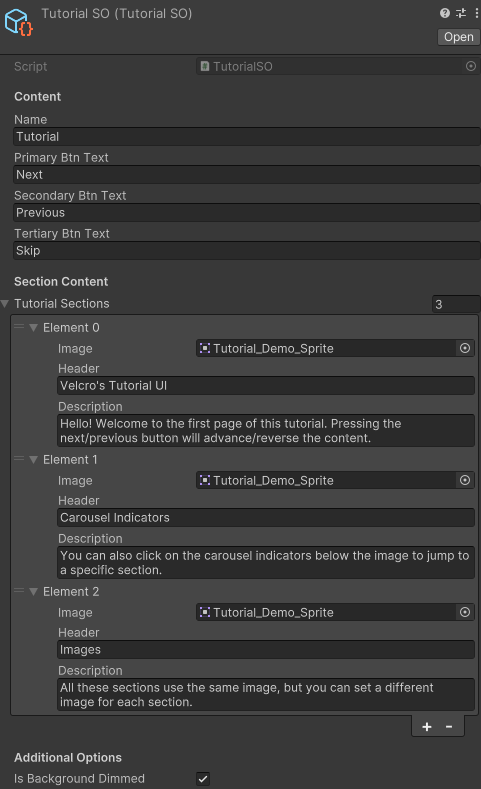 Tutorial SO (Tutorial SO)
Open
Script
TutorialSO
Content
Name
Tutorial
Primary Btn Text
Next
Secondary Btn Text
Previous
Tertiary Btn Text
Skip
Section Content
Tutorial Sections
3
Element 0
Image
Tutorial_Demo_Sprite
Header
Velcro's Tutorial UI
Description
Hello! Welcome to the first page of this tutorial. Pressing the
next/previous button will advance/reverse the content.
Element 1
Image
Tutorial_Demo_Sprite
Header
Carousel Indicators
Description
You can also click on the carousel indicators below the image to jump to
a specific section.
Element 2
Image
Tutorial_Demo_Sprite
Header
Images
Description
All these sections use the same image, but you can set a different
image for each section.
+ -
Additional Options
Is Background Dimmed